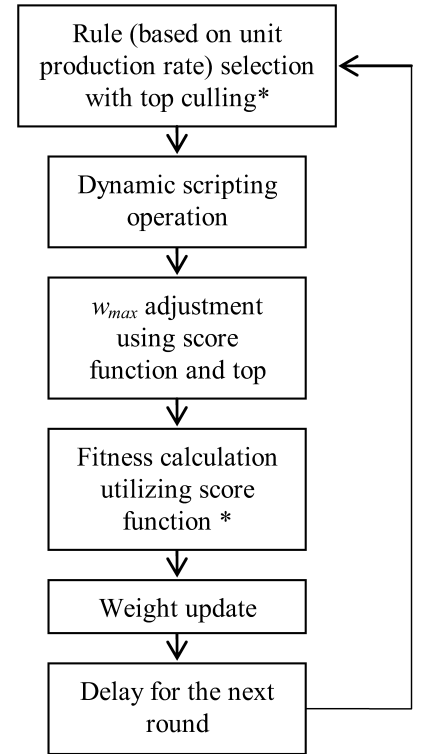 Rule (based on unit
production rate) selection
with top culling*
Dynamic scripting
operation
wmax adjustment
using score
function and top
Fitness calculation
utilizing score
function *
Weight update
Delay for the next
round